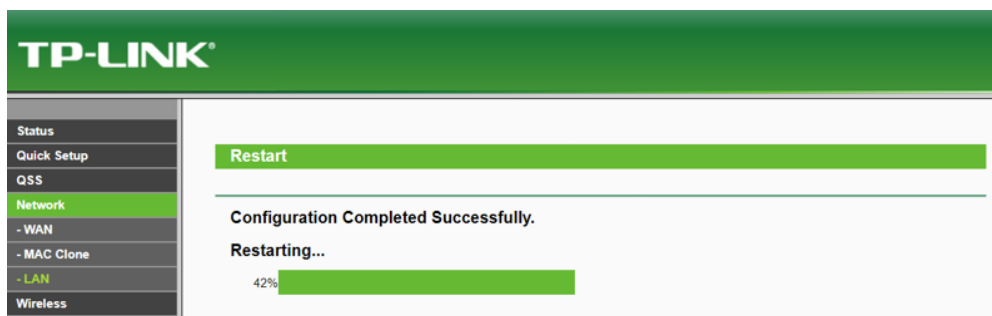 TP-LINK®
Status
Quick Setup
QSS
Network
- WAN
- MAC Clone
- LAN
Wireless
Restart
Configuration Completed Successfully.
Restarting...
42%